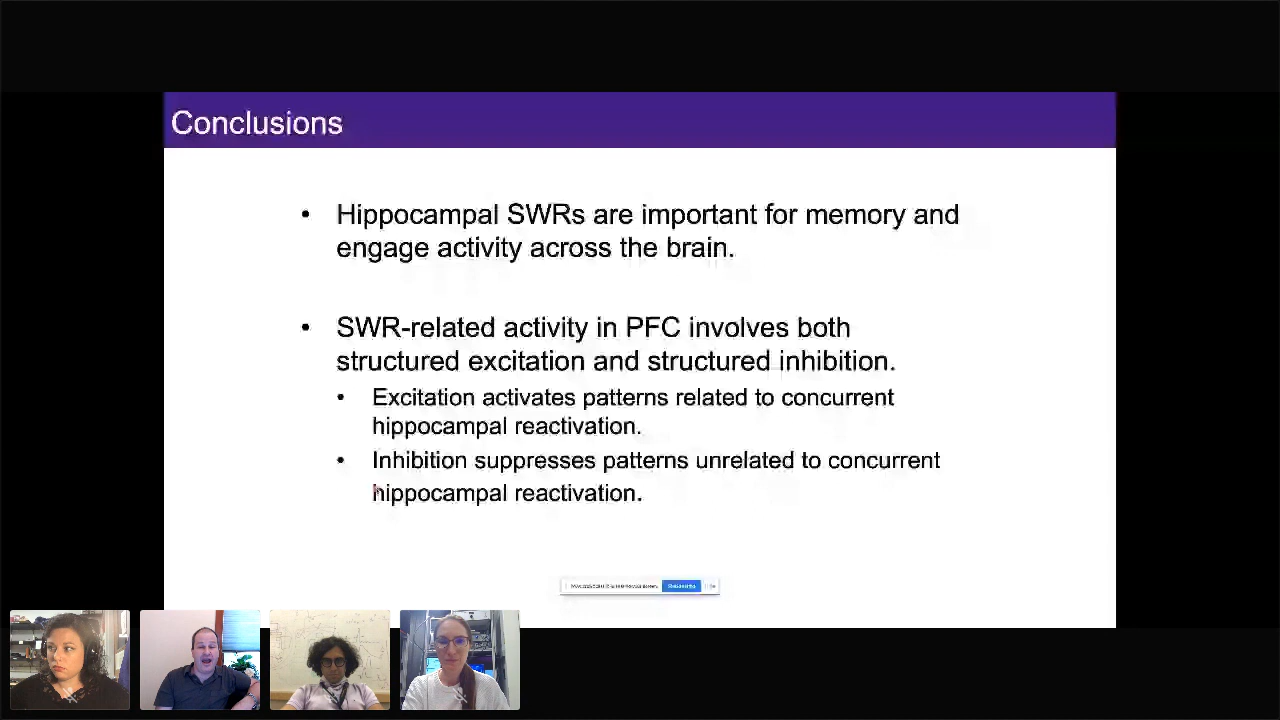 Conclusions
• Hippocampal SWRs are important for memory and
engage activity across the brain.
• SWR-related activity in PFC involves both
structured excitation and structured inhibition.
• Excitation activates patterns related to concurrent
hippocampal reactivation.
• Inhibition suppresses patterns unrelated to concurrent
hippocampal reactivation.